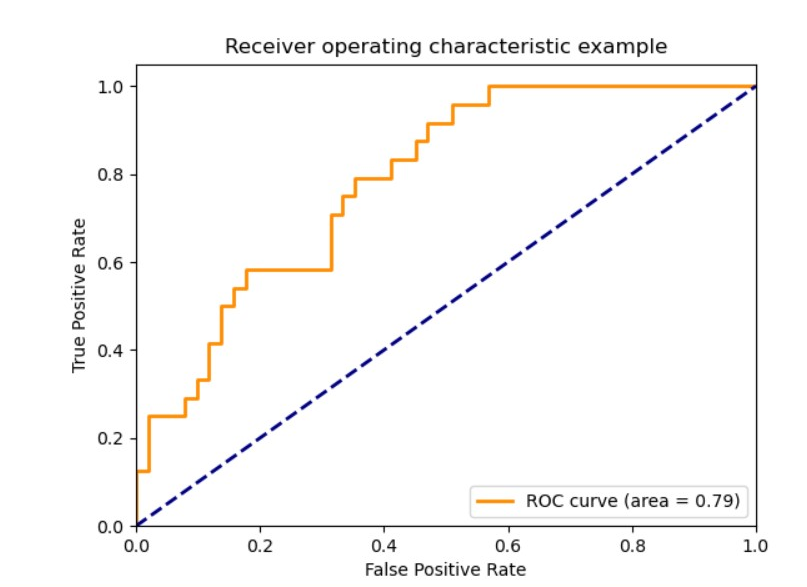 Receiver operating characteristic example
1.0
0.8
0.6
0.4
0.2
0.0
True Positive Rate
ROC curve (area = 0.79)
0.0 0.2 0.4 0.6 0.8 1.0
False Positive Rate